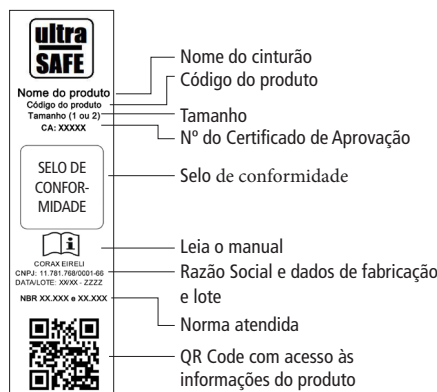 ultra
SAFE
Nome do produto
Código do produto
Tamanho (1 ou 2)
CA: XXXXX
SELO DE
CONFOR-
MIDADE
CORAX EIRELI
CNPJ: 11.781.768/0001-66
DATA/LOTE: XX/XX - ZZZZ
NBR XX.XXX e XX.XXX
Nome do cinturão
Código do produto
Tamanho
Nº do Certificado de Aprovação
Selo de conformidade
Leia o manual
Razão Social e dados de fabricação
e lote
Norma atendida
QR Code com acesso às
informações do produto